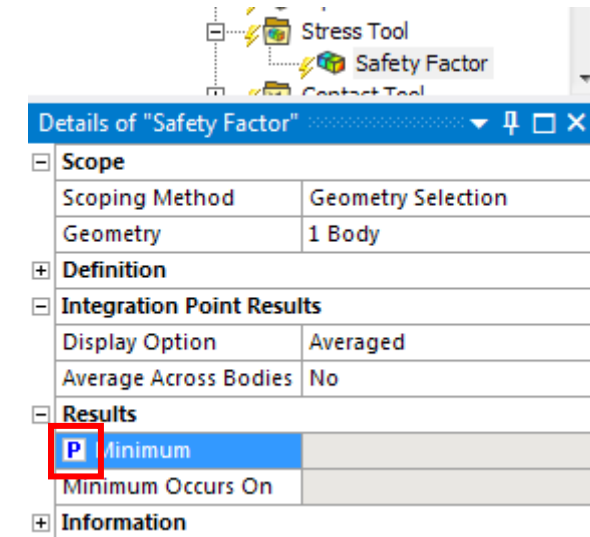 Stress Tool
Safety Factor
Contact Tool
Details of "Safety Factor"
Scope
Scoping Method Geometry Selection
Geometry 1 Body
Definition
Integration Point Results
Display Option Averaged
Average Across Bodies No
Results
P Minimum
Minimum Occurs On
Information